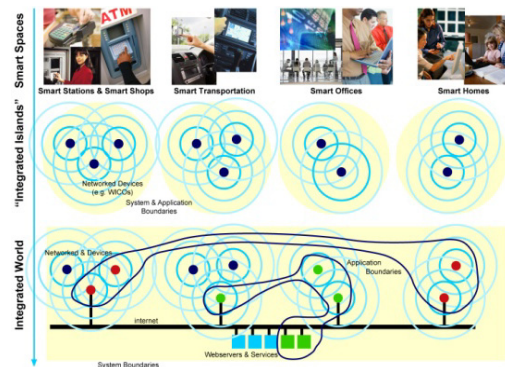 Smart Spaces
ATM
Smart Stations & Smart Shops
Smart Transportation
Smart Offices
Smart Homes
"Integrated Islands"
Networked Devices
(e.g. WICOs)
System & Application
Boundaries
Integrated World
Networked & Devices
Application
Boundaries
internet
Webservers & Services
System Boundaries